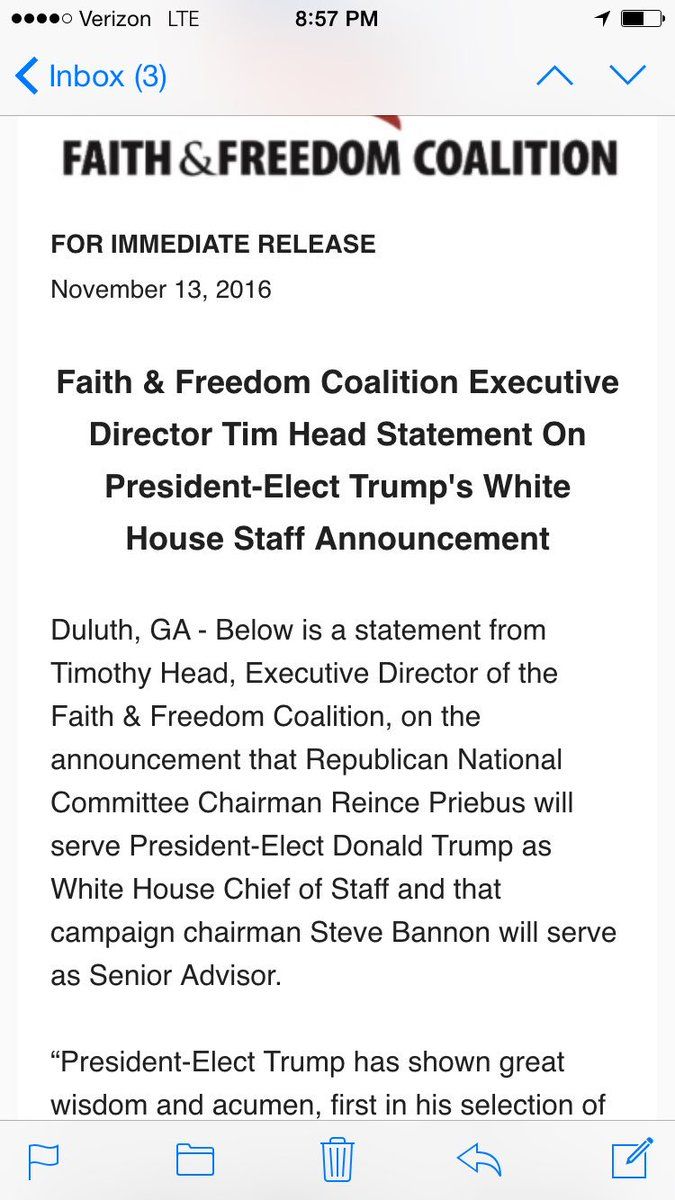 Verizon LTE 8:57 PM
Inbox (3)
FAITH & FREEDOM COALITION
FOR IMMEDIATE RELEASE
November 13, 2016
Faith & Freedom Coalition Executive
Director Tim Head Statement On
President-Elect Trump's White
House Staff Announcement
Duluth, GA - Below is a statement from
Timothy Head, Executive Director of the
Faith & Freedom Coalition, on the
announcement that Republican National
Committee Chairman Reince Priebus will
serve President-Elect Donald Trump as
White House Chief of Staff and that
campaign chairman Steve Bannon will serve
as Senior Advisor.
“President-Elect Trump has shown great
wisdom and acumen, first in his selection of